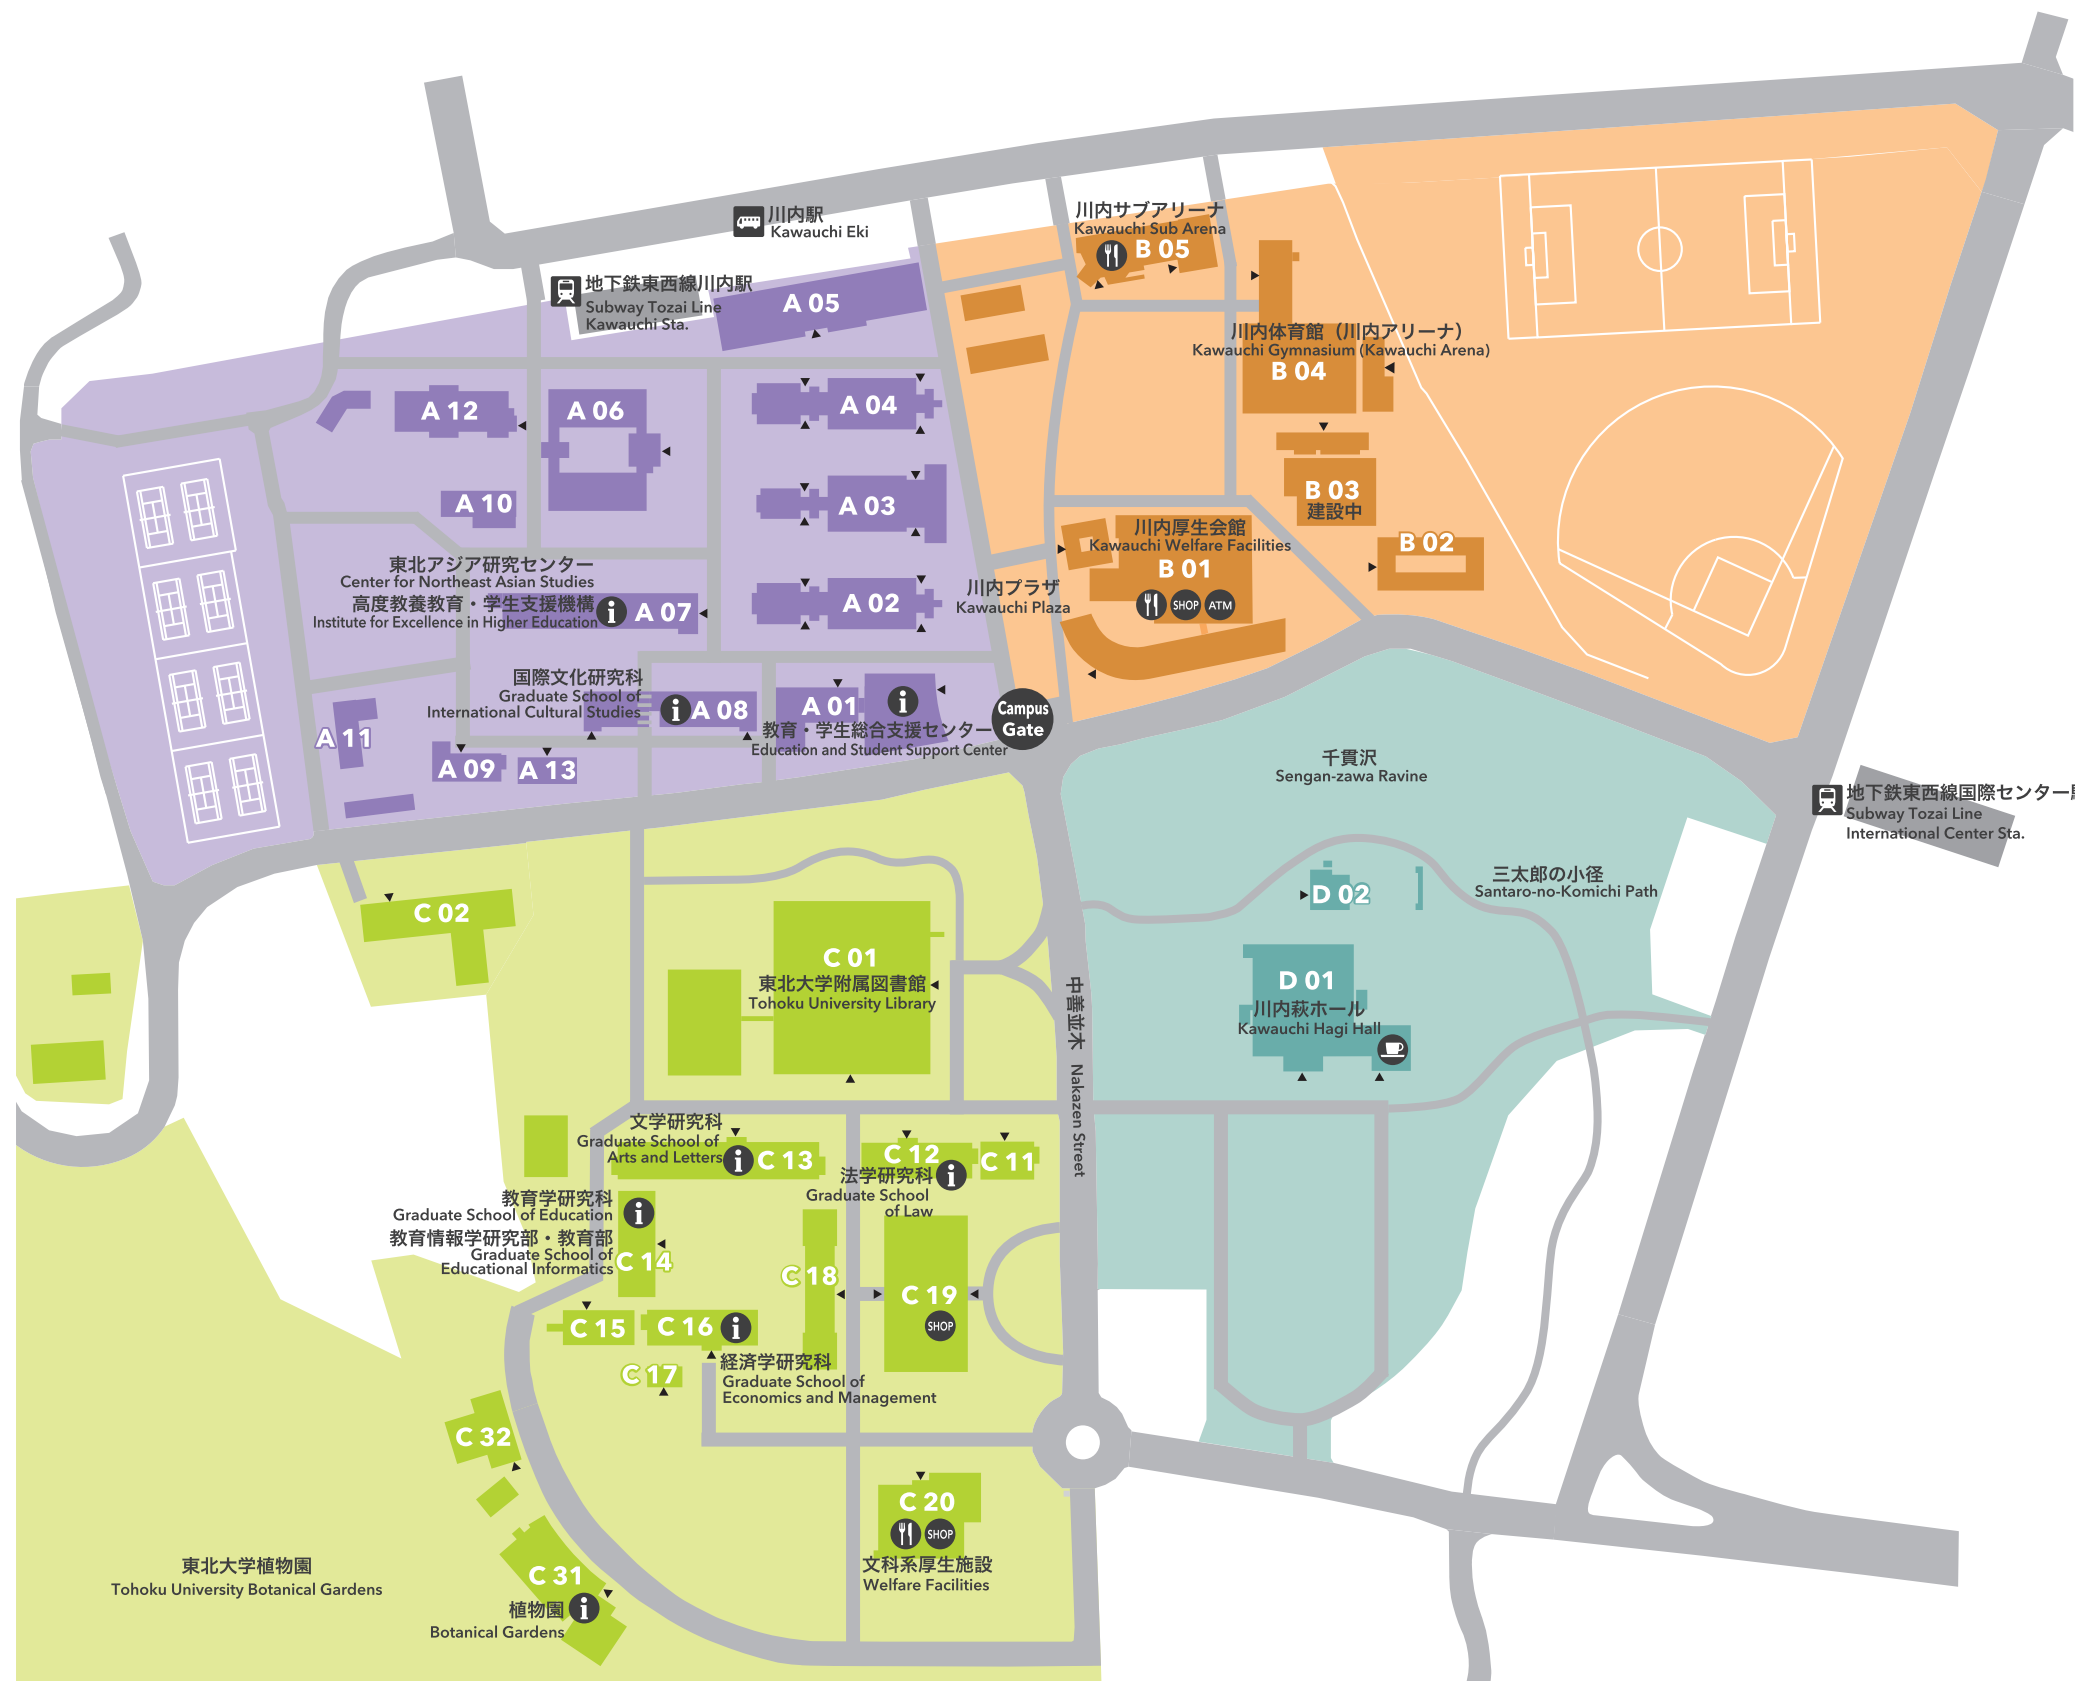 川内駅
Kawauchi Eki
地下鉄東西線川内駅
Subway Tozai Line
Kawauchi Sta.
A 05
川内サブアリーナ
Kawauchi Sub Arena
B 05
川内体育館（川内アリーナ）
Kawauchi Gymnasium (Kawauchi Arena)
B 04
A 12
A 06
A 04
A 10
A 03
B 03
建設中
川内厚生会館
Kawauchi Welfare Facilities
B 01
SHOP
ATM
B 02
東北アジア研究センター
Center for Northeast Asian Studies
高度教養教育・学生支援機構
Institute for Excellence in Higher Education
A 07
A 02
川内プラザ
Kawauchi Plaza
国際文化研究科
Graduate School of
International Cultural Studies
A 08
A 01
教育・学生総合支援センター
Education and Student Support Center
Campus
Gate
A 11
A 09
A 13
千貫沢
Sengan-zawa Ravine
地下鉄東西線国際センター駅
Subway Tozai Line
International Center Sta.
三太郎の小径
Santaro-no-Komichi Path
D 02
C 02
C 01
東北大学附属図書館
Tohoku University Library
D 01
川内萩ホール
Kawauchi Hagi Hall
中善並木 Nakazen Street
文学研究科
Graduate School of
Arts and Letters
C 13
C 12
C 11
法学研究科
Graduate School
of Law
教育学研究科
Graduate School of Education
教育情報学研究部・教育部
Graduate School of
Educational Informatics
C 14
C 18
C 19
SHOP
C 15
C 16
C 17
経済学研究科
Graduate School of
Economics and Management
C 32
C 20
SHOP
文科系厚生施設
Welfare Facilities
東北大学植物園
Tohoku University Botanical Gardens
C 31
植物園
Botanical Gardens